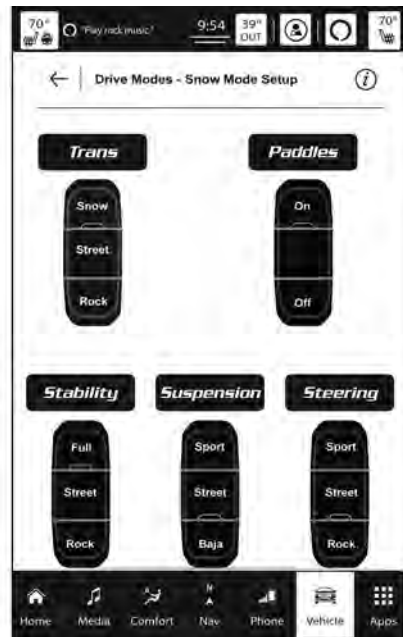 70° "Play rock music." 9:54 39° OUT 70°
Drive Modes - Snow Mode Setup
Trans Paddles
Snow On
Street
Rock Off
Stability Suspension Steering
Full Sport Sport
Street Street Street
Rock Baja Rock
Home Media Comfort Nav Phone Vehicle Apps